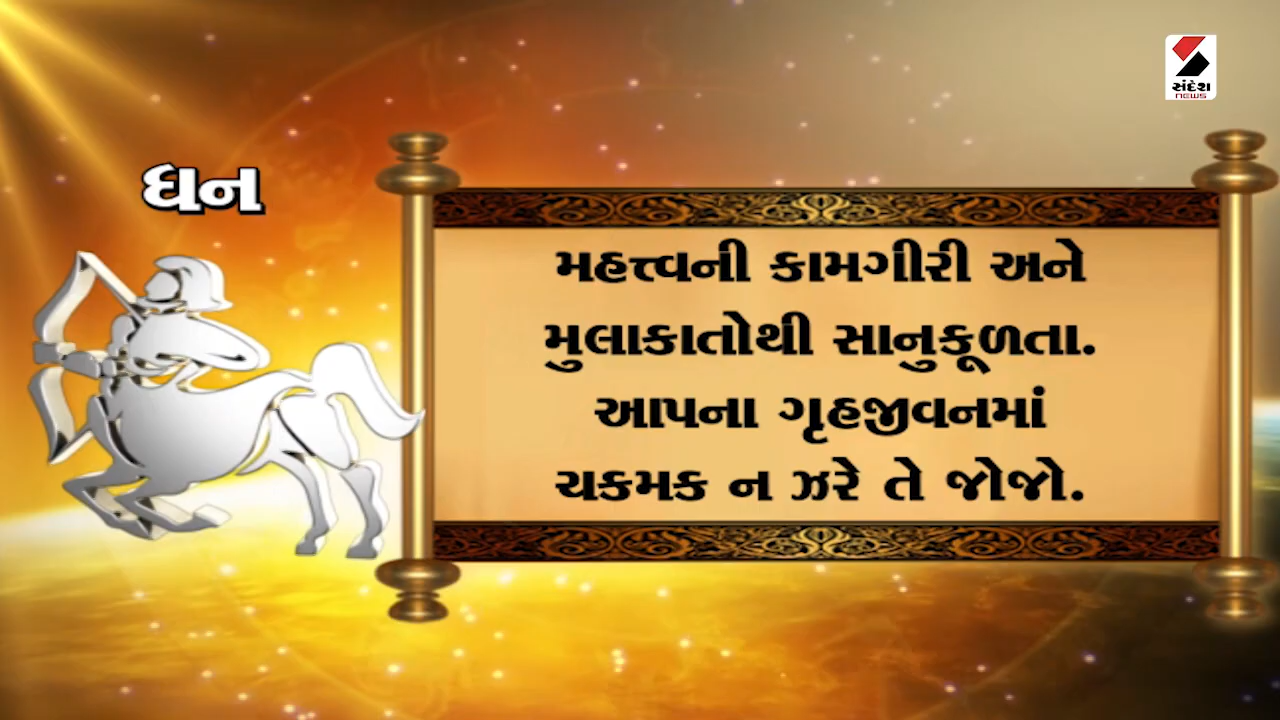 સંદેશ
NEWS
ધન
મહત્ત્વની કામગીરી અને
મુલાકાતોથી સાનુકૂળતા.
આપના ગૃહજીવનમાં
ચકમક ન ઝરે તે જોજો.